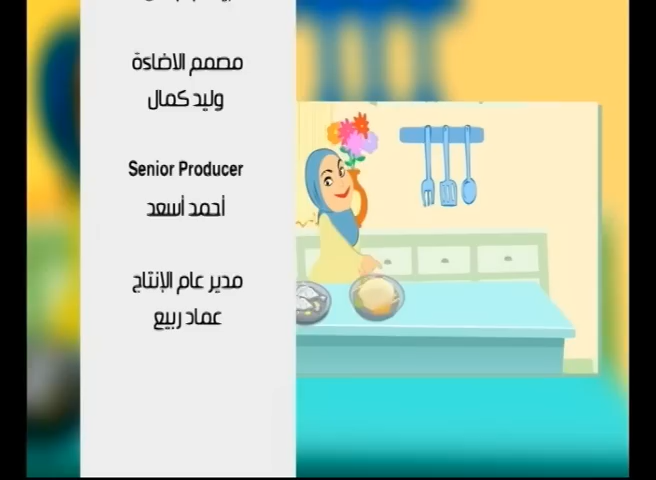 مصمم الاضاءة
وليد كمال
Senior Producer
أحمد أسعد
مدير عام الإنتاج
عماد ربيع